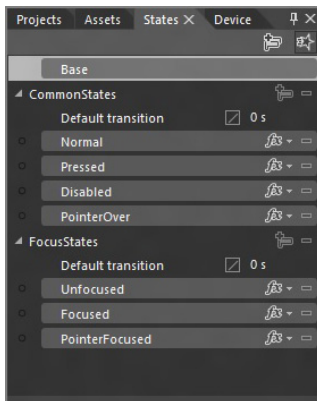 Projects Assets States Device
Base
CommonStates
Default transition 0 s
Normal
Pressed
Disabled
PointerOver
FocusStates
Default transition 0 s
Unfocused
Focused
PointerFocused